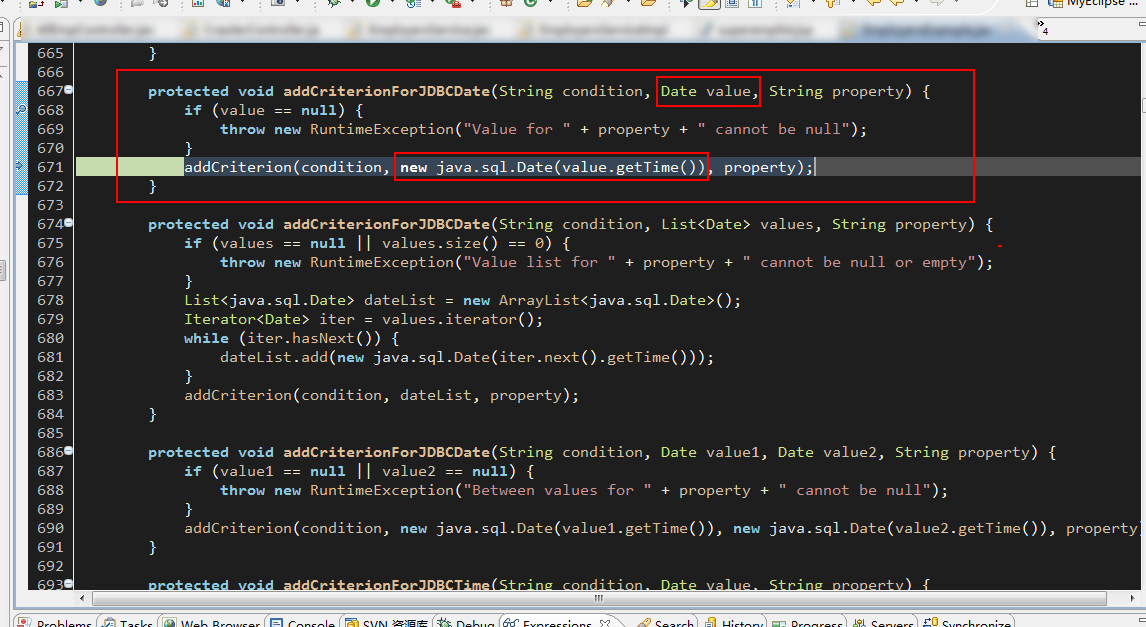 MyEclipse ...
4
665 }
666
667 protected void addCriterionForJDBCDate(String condition, Date value, String property) {
668 if (value == null) {
669 throw new RuntimeException("Value for " + property + " cannot be null");
670 }
671 addCriterion(condition, new java.sql.Date(value.getTime()), property);
672 }
673
674 protected void addCriterionForJDBCDate(String condition, List<Date> values, String property) {
675 if (values == null || values.size() == 0) {
676 throw new RuntimeException("Value list for " + property + " cannot be null or empty");
677 }
678 List<java.sql.Date> dateList = new ArrayList<java.sql.Date>();
679 Iterator<Date> iter = values.iterator();
680 while (iter.hasNext()) {
681 dateList.add(new java.sql.Date(iter.next().getTime()));
682 }
683 addCriterion(condition, dateList, property);
684 }
685
686 protected void addCriterionForJDBCDate(String condition, Date value1, Date value2, String property) {
687 if (value1 == null || value2 == null) {
688 throw new RuntimeException("Between values for " + property + " cannot be null");
689 }
690 addCriterion(condition, new java.sql.Date(value1.getTime()), new java.sql.Date(value2.getTime()), property
691 }
692
693 protected void addCriterionForJDBCTime(String condition, Date value, String property) {
Problems Tasks Web Browser Console SVN 资源库 Debug Expressions Search History Progress Servers Synchronize